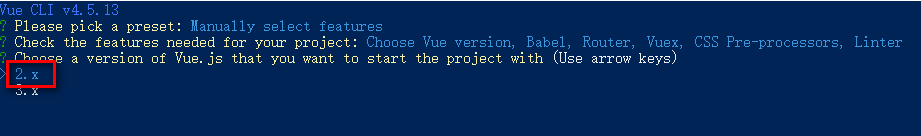 Vue CLI v4.5.13
? Please pick a preset: Manually select features
? Check the features needed for your project: Choose Vue version, Babel, Router, Vuex, CSS Pre-processors, Linter
? Choose a version of Vue.js that you want to start the project with (Use arrow keys)
> 2.x
3.x